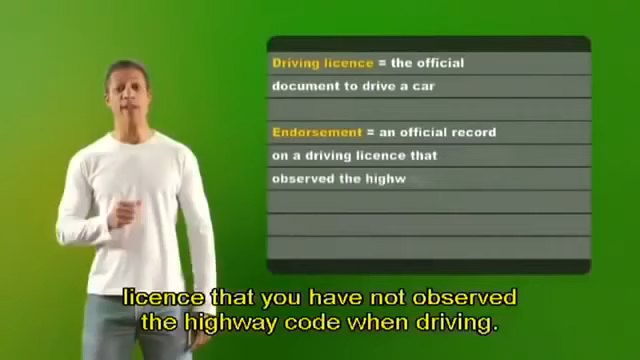 Driving licence = the official
document to drive a car
Endorsement = an official record
on a driving licence that
observed the highw
licence that you have not observed
the highway code when driving.